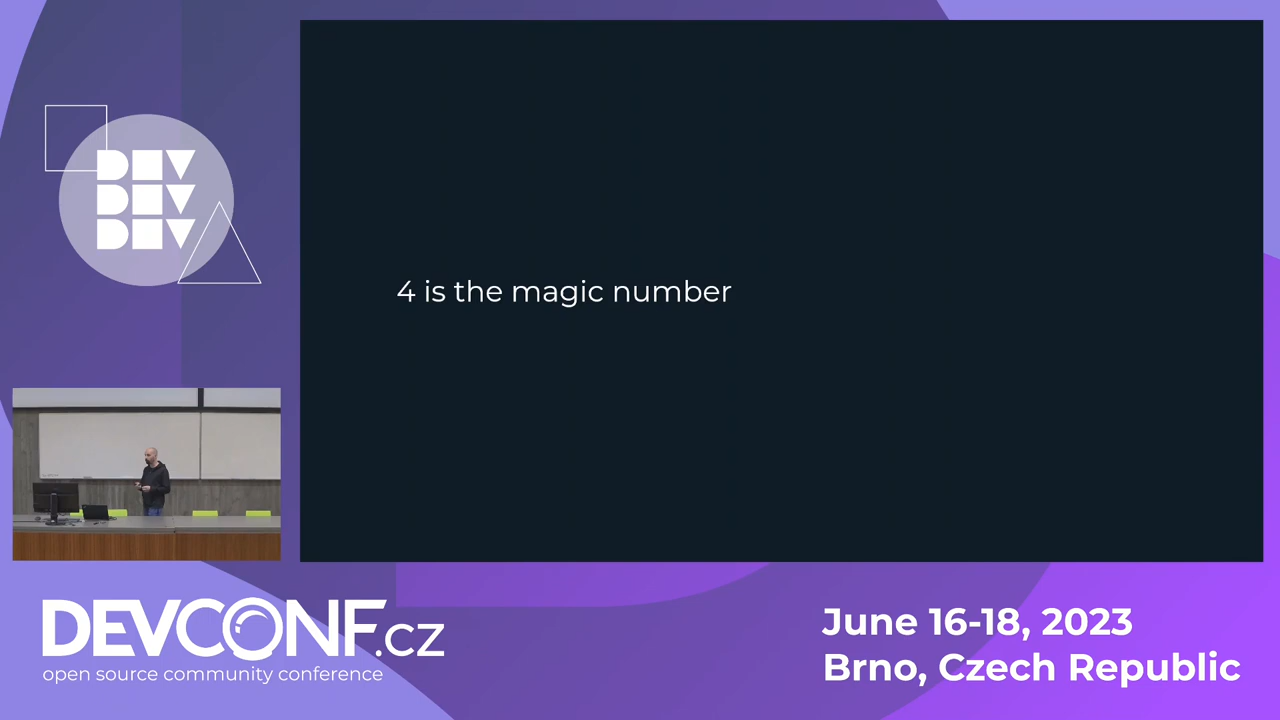 DEV
DEV
DEV
4 is the magic number
DEVCONF.cz
open source community conference
June 16-18, 2023
Brno, Czech Republic